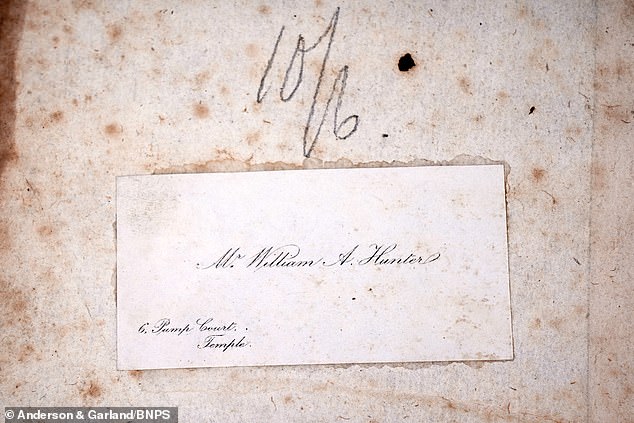 10/6
Mr William A. Hunter
6, Pump Court.
Temple.
© Anderson & Garland/BNPS